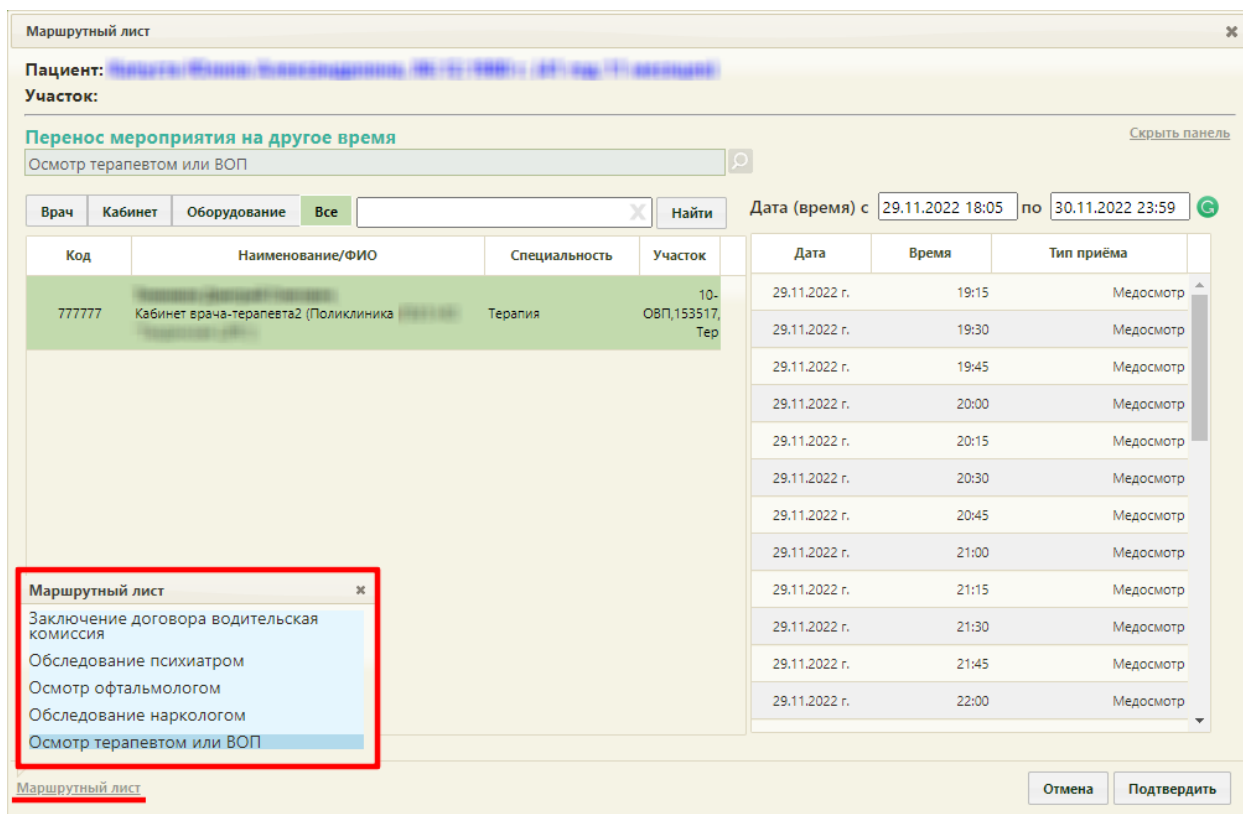 Маршрутный лист
Пациент:
Участок:
Перенос мероприятия на другое время
Скрыть панель
Осмотр терапевтом или ВОП
Врач Кабинет Оборудование Все Найти Дата (время) с 29.11.2022 18:05 по 30.11.2022 23:59
Код Наименование/ФИО Специальность Участок
777777 Кабинет врача-терапевта2 (Поликлиника Терапия 10-
ОВП,153517,
Тер
Дата Время Тип приёма
29.11.2022 г. 19:15 Медосмотр
29.11.2022 г. 19:30 Медосмотр
29.11.2022 г. 19:45 Медосмотр
29.11.2022 г. 20:00 Медосмотр
29.11.2022 г. 20:15 Медосмотр
29.11.2022 г. 20:30 Медосмотр
29.11.2022 г. 20:45 Медосмотр
29.11.2022 г. 21:00 Медосмотр
29.11.2022 г. 21:15 Медосмотр
29.11.2022 г. 21:30 Медосмотр
29.11.2022 г. 21:45 Медосмотр
29.11.2022 г. 22:00 Медосмотр
Маршрутный лист
Заключение договора водительская
комиссия
Обследование психиатром
Осмотр офтальмологом
Обследование наркологом
Осмотр терапевтом или ВОП
Маршрутный лист
Отмена Подтвердить